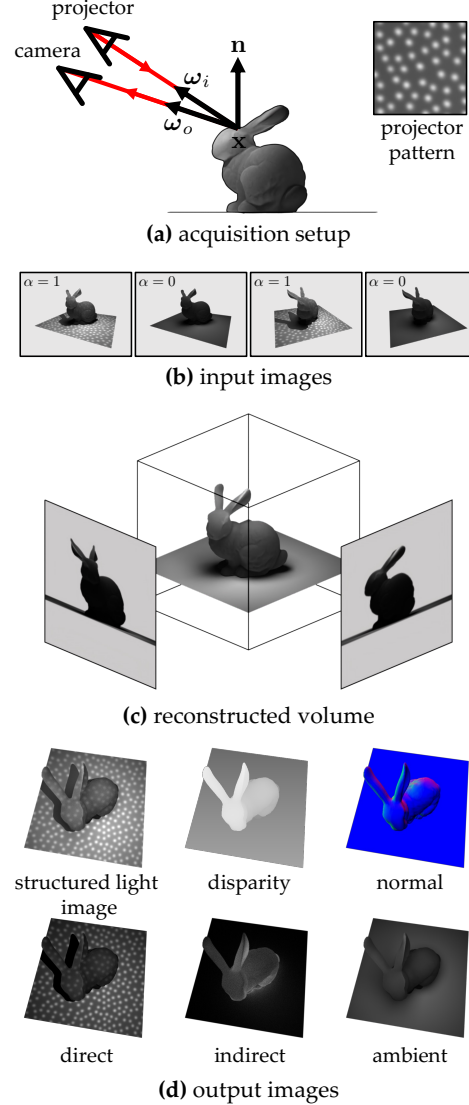 projector
camera
n
ω_i
ω_o
x
projector
pattern
(a) acquisition setup
α = 1
α = 0
α = 1
α = 0
(b) input images
(c) reconstructed volume
structured light
image
disparity
normal
direct
indirect
ambient
(d) output images